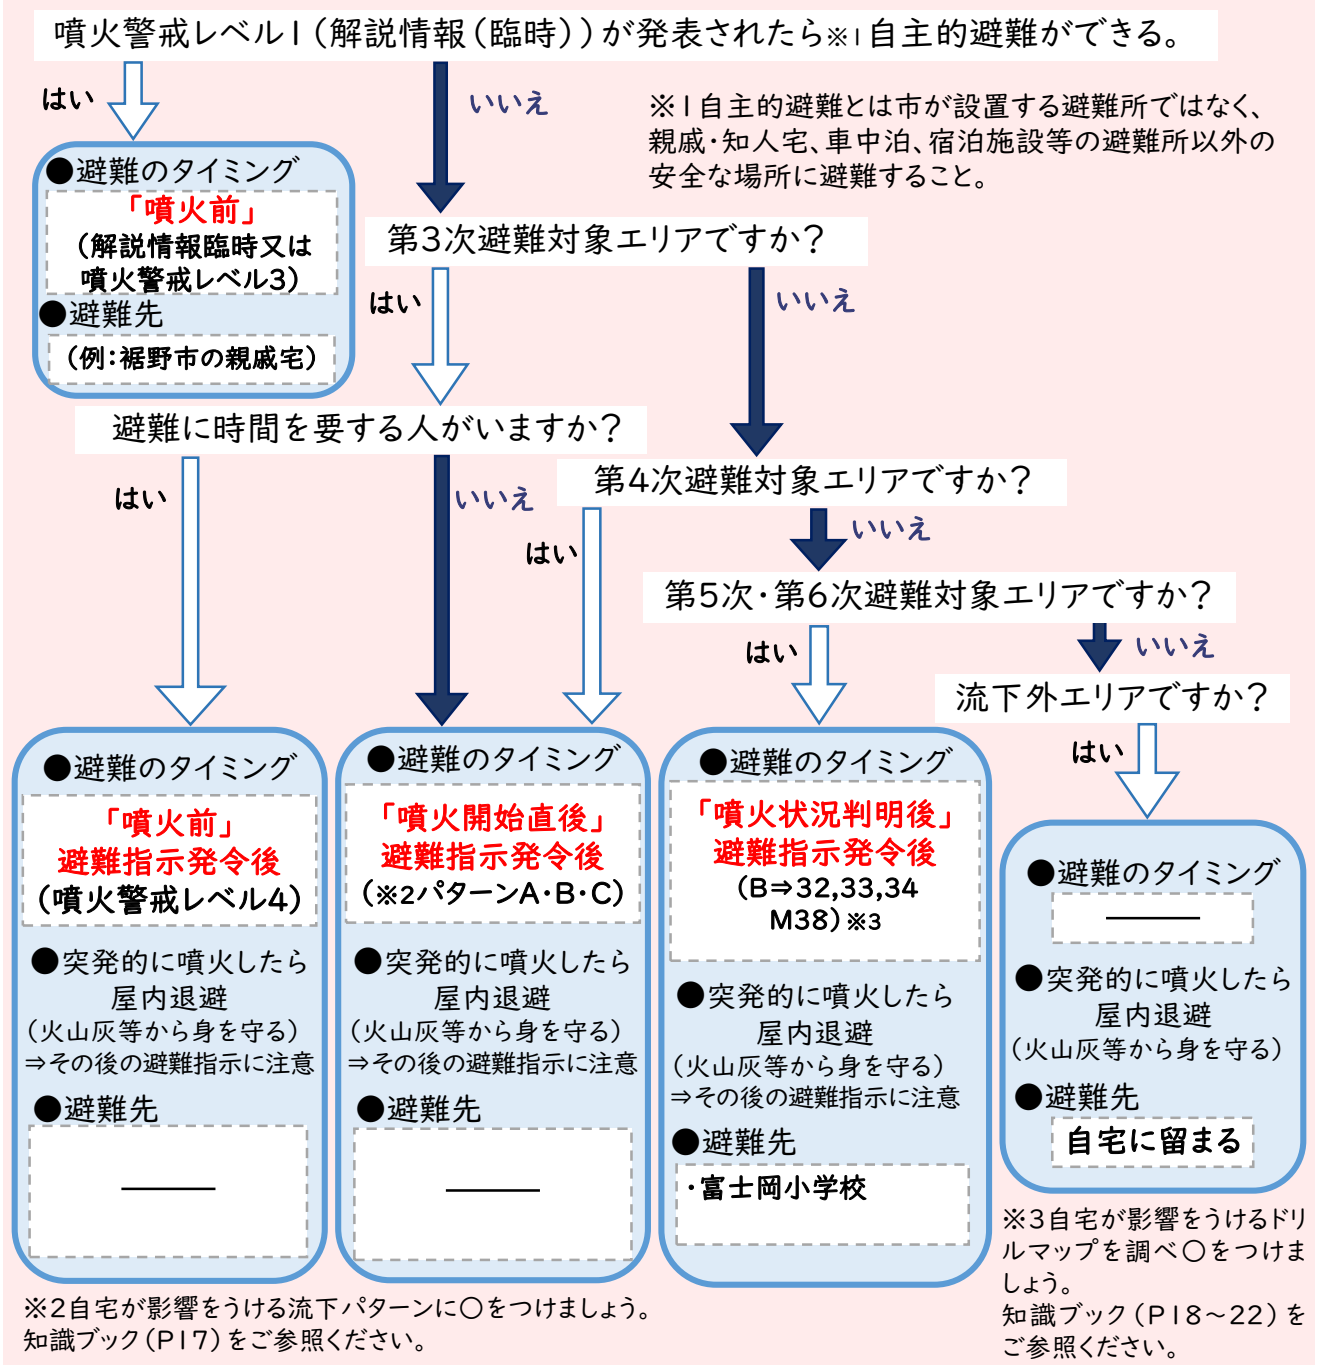 噴火警戒レベル1（解説情報（臨時））が発表されたら※1自主的避難ができる。
はい
いいえ
※1自主的避難とは市が設置する避難所ではなく、
親戚・知人宅、車中泊、宿泊施設等の避難所以外の
安全な場所に避難すること。
●避難のタイミング
「噴火前」
（解説情報臨時又は
噴火警戒レベル3）
●避難先
（例：裾野市の親戚宅）
第3次避難対象エリアですか？
はい
いいえ
避難に時間を要する人がいますか？
はい
いいえ
第4次避難対象エリアですか？
はい
いいえ
第5次・第6次避難対象エリアですか？
はい
いいえ
流下外エリアですか？
はい
●避難のタイミング
「噴火前」
避難指示発令後
（噴火警戒レベル4）
●突発的に噴火したら
屋内退避
（火山灰等から身を守る）
⇒その後の避難指示に注意
●避難先
―
●避難のタイミング
「噴火開始直後」
避難指示発令後
（※2パターンA・B・C）
●突発的に噴火したら
屋内退避
（火山灰等から身を守る）
⇒その後の避難指示に注意
●避難先
―
●避難のタイミング
「噴火状況判明後」
避難指示発令後
（B⇒32,33,34
M38）※3
●突発的に噴火したら
屋内退避
（火山灰等から身を守る）
⇒その後の避難指示に注意
●避難先
・富士岡小学校
●避難のタイミング
―
●突発的に噴火したら
屋内退避
（火山灰等から身を守る）
●避難先
自宅に留まる
※2自宅が影響をうける流下パターンに○をつけましょう。
知識ブック（P17）をご参照ください。
※3自宅が影響をうけるドリ
ルマップを調べ○をつけま
しょう。
知識ブック（P18～22）を
ご参照ください。